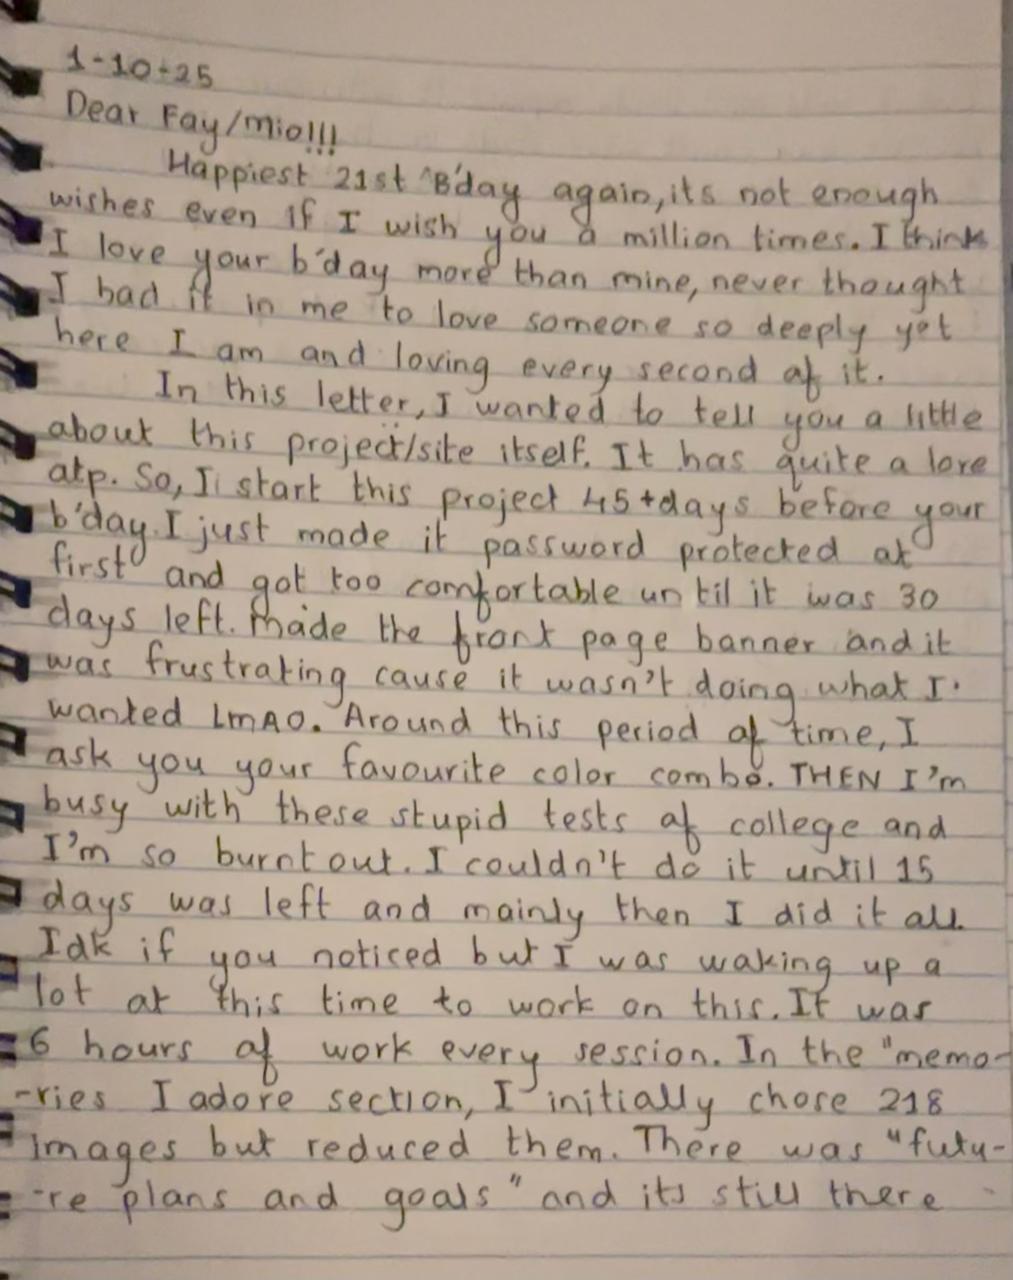 1-10-25
Dear Fay/Mio!!!
Happiest 21st B'day again, its not enough
wishes even if I wish you a million times. I think
I love your b'day more than mine, never thought
I had it in me to love someone so deeply yet
here I am and loving every second of it.
In this letter, I wanted to tell you a little
about this project/site itself. It has quite a lore
atp. So, I start this project 45+days before your
b'day. I just made it password protected at
first and got too comfortable until it was 30
days left. Made the front page banner and it
was frustrating cause it wasn't doing what I
wanted LMAO. Around this period of time, I
ask you your favourite color combo. THEN I'm
busy with these stupid tests of college and
I'm so burnt out. I couldn't do it until 15
days was left and mainly then I did it all.
Idk if you noticed but I was waking up a
lot at this time to work on this. It was
6 hours of work every session. In the "memo-
-ries I adore section, I initially chose 218
images but reduced them. There was "futu-
-re plans and goals" and its still there